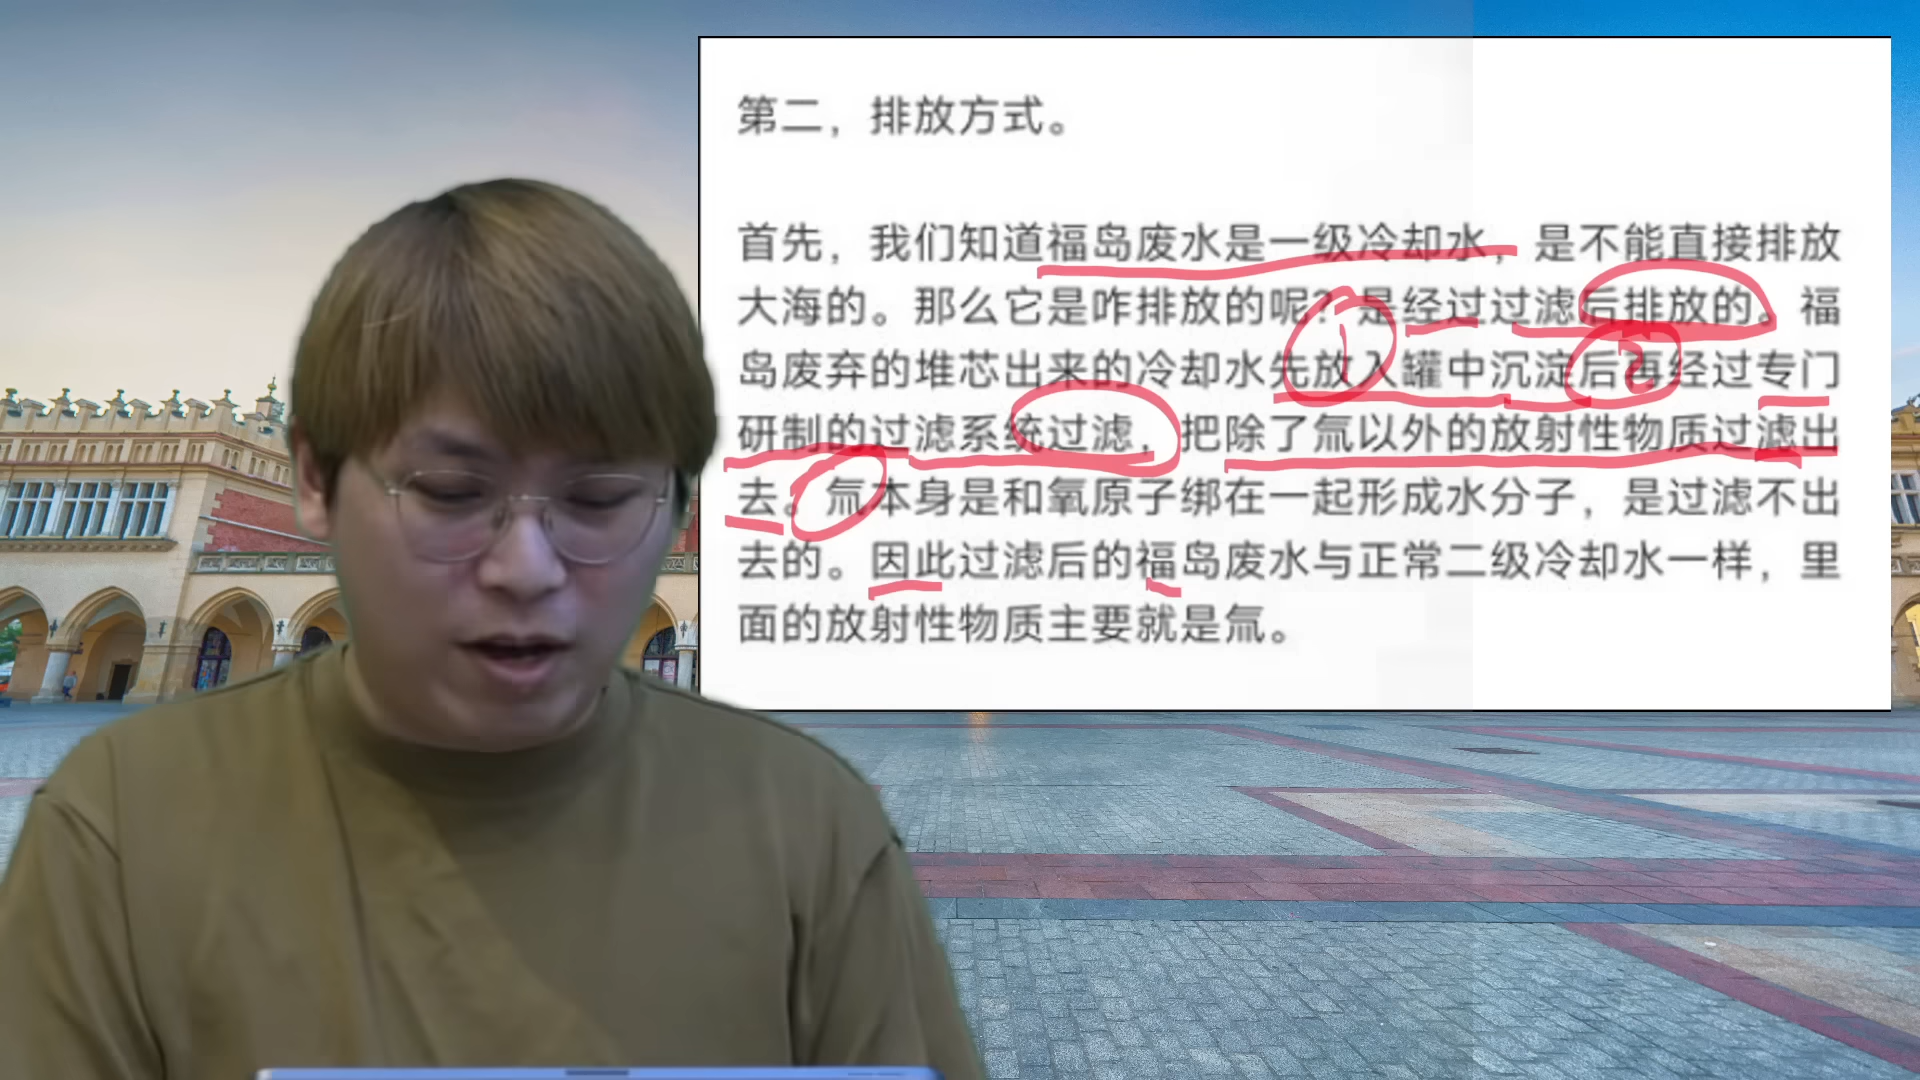 第二，排放方式。
首先，我们知道福岛废水是一级冷却水，是不能直接排放
大海的。那么它是咋排放的呢？是经过过滤后排放的。福
岛废弃的堆芯出来的冷却水先放入罐中沉淀后再经过专门
研制的过滤系统过滤，把除了氚以外的放射性物质过滤出
去。氚本身是和氧原子绑在一起形成水分子，是过滤不出
去的。因此过滤后的福岛废水与正常二级冷却水一样，里
面的放射性物质主要就是氚。
1
2